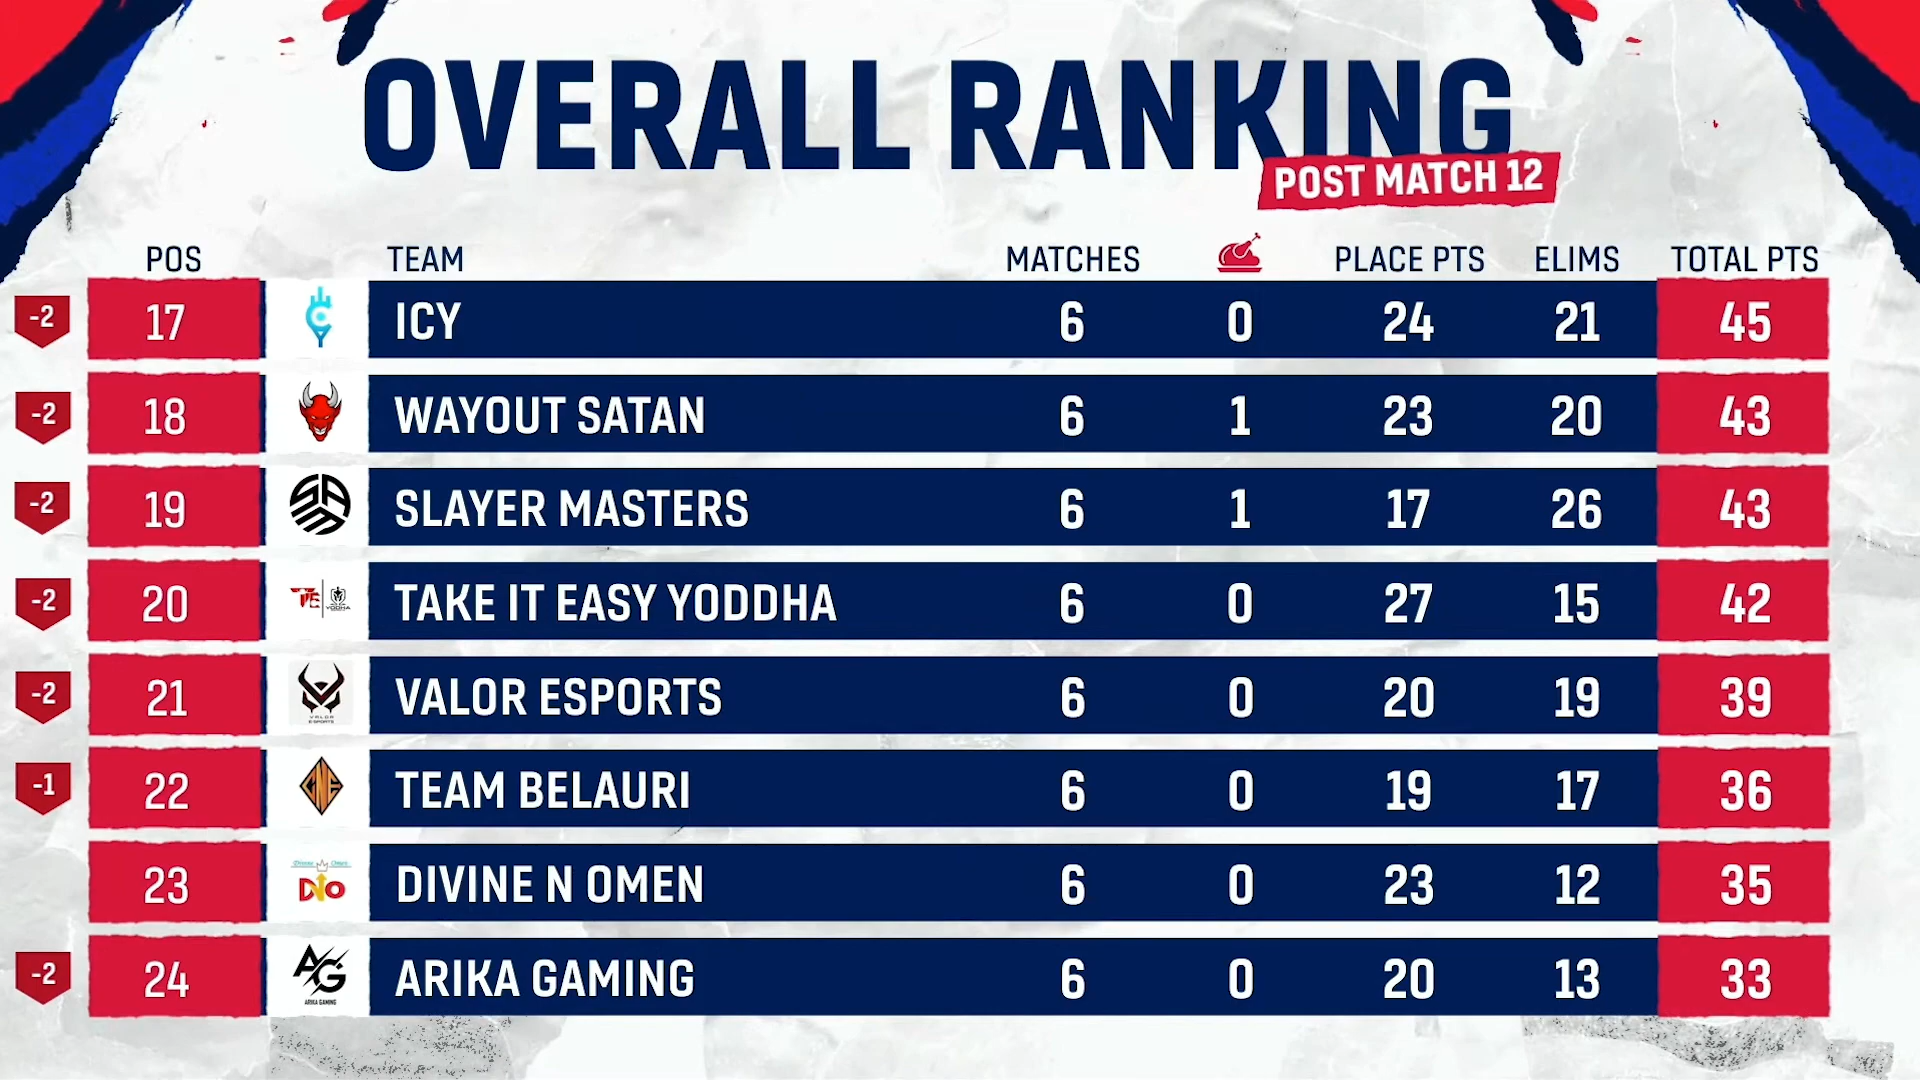 OVERALL RANKING
POST MATCH 12
POS TEAM MATCHES PLACE PTS ELIMS TOTAL PTS
-2 17 ICY 6 0 24 21 45
-2 18 WAYOUT SATAN 6 1 23 20 43
-2 19 SLAYER MASTERS 6 1 17 26 43
-2 20 TAKE IT EASY YODDHA 6 0 27 15 42
-2 21 VALOR ESPORTS 6 0 20 19 39
-1 22 TEAM BELAURI 6 0 19 17 36
23 DIVINE N OMEN 6 0 23 12 35
-2 24 ARIKA GAMING 6 0 20 13 33